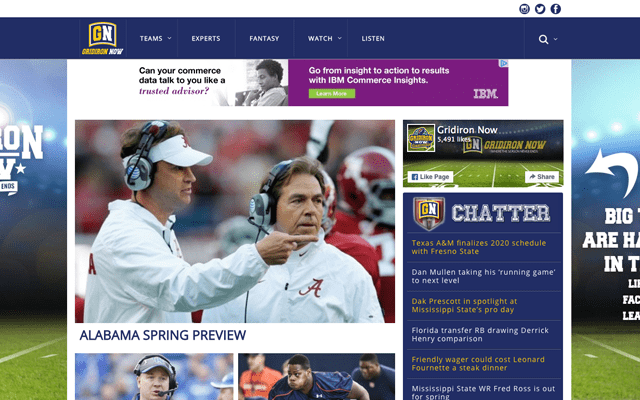 GN
GRIDIRON NOW
TEAMS
EXPERTS
FANTASY
WATCH
LISTEN
Can your commerce
data talk to you like a
trusted advisor?
Go from insight to action to results
with IBM Commerce Insights.
Learn More
IBM
IRON
NOW
ENDS
BIG
ARE HA
IN T
LI
FAC
LEA
A
ALABAMA SPRING PREVIEW
Gridiron Now
5,491 likes
GRIDIRON NOW
Like Page
Share
GN
CHATTER
Texas A&M finalizes 2020 schedule
with Fresno State
Dan Mullen taking his 'running game'
to next level
Dak Prescott in spotlight at
Mississippi State's pro day
Florida transfer RB drawing Derrick
Henry comparison
Friendly wager could cost Leonard
Fournette a steak dinner
Mississippi State WR Fred Ross is out
for spring